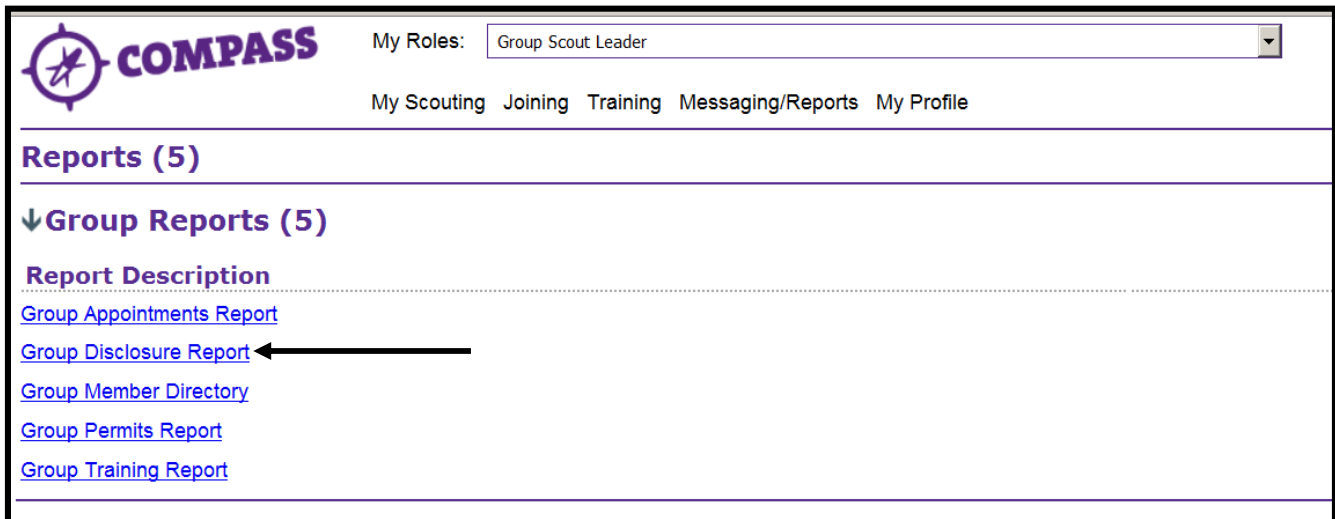 COMPASS
My Roles: Group Scout Leader
My Scouting Joining Training Messaging/Reports My Profile
Reports (5)
Group Reports (5)
Report Description
Group Appointments Report
Group Disclosure Report
Group Member Directory
Group Permits Report
Group Training Report